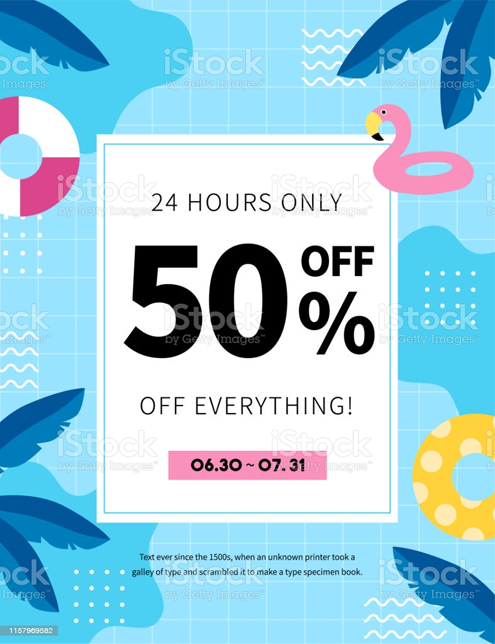 24 HOURS ONLY
50% OFF
OFF EVERYTHING!
06.30 ~ 07.31
Text ever since the 1500s, when an unknown printer took a
galley of type and scrambled it to make a type specimen book.
iStock
by Getty Images™
1157969582